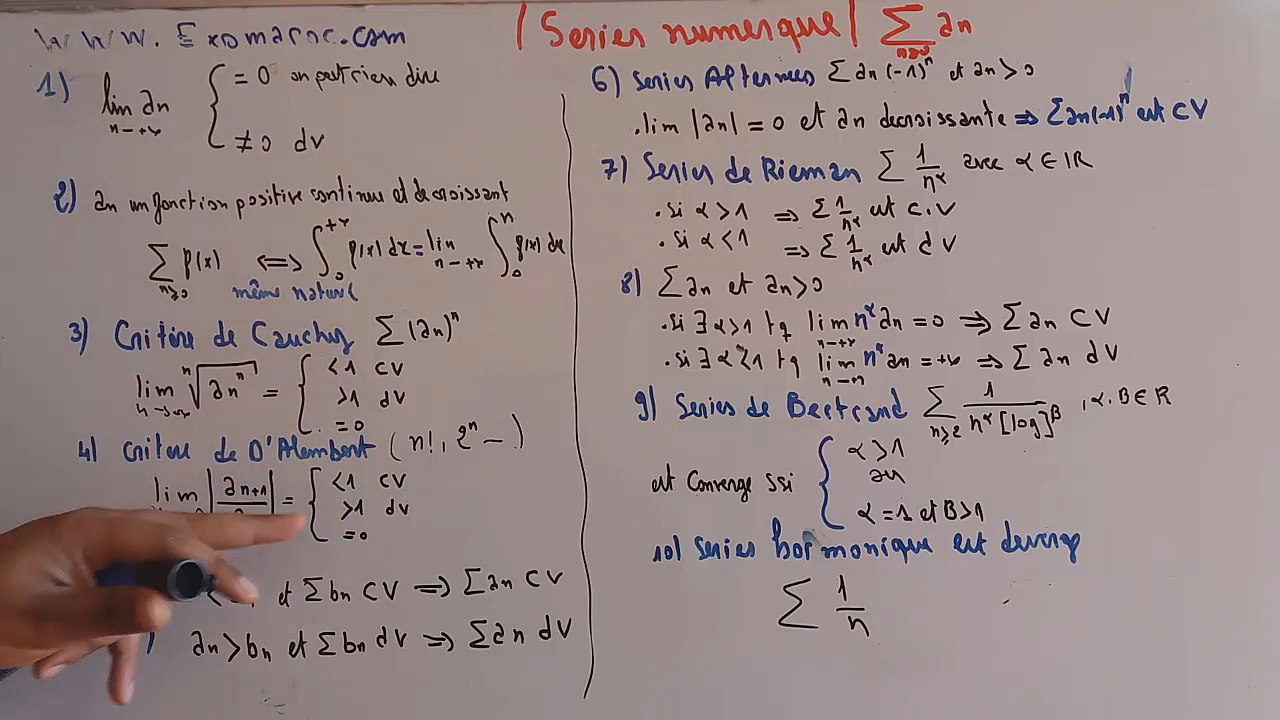 www. Exomaroc.com
| Series numerque | ∑ an
n≥0
1) lim an { = 0 on peut rien dire
n→+∞ ≠ 0 dv
2) an un fonction positive continue et decroissant
∑ f(x) ⟺ ∫₀^{+∞} f(x) dx = lim ∫₀ⁿ f(x) dx
n≥0 même nature n→+∞
3) Critère de Cauchy ∑ (an)ⁿ
lim ⁿ√anⁿ = { <1 cv
n→+∞ >1 dv
. = 0
4) Critere de D'Alembert ( n!, 2ⁿ – )
lim |an+1 = { <1 cv
>1 dv
= 0
et ∑ bn CV ⟹ ∑ an CV
an > bn et ∑ bn dv ⟹ ∑ an dV
6) Series Alternees ∑ an (-1)ⁿ et an > 0
. lim |an| = 0 et an decroissante ⟹ ∑ an(-1)ⁿ est CV
7) Series de Rieman ∑ 1/n^α avec α ∈ IR
. si α > 1 ⟹ ∑ 1/n^α est C.V
. si α < 1 ⟹ ∑ 1/n^α est d V
8) ∑ an et an > 0
. si ∃ α > 1 tq lim n^α an = 0 ⟹ ∑ an CV
n→+∞
. si ∃ α < 1 tq lim n^α an = +∞ ⟹ ∑ an dV
9) Series de Bertrand ∑ 1/(n^α [log]^B) , α, B ∈ R
n≥2
est Converge ssi { α > 1
ou
α = 1 et B > 1
10) series harmonique est deverge
∑ 1/n